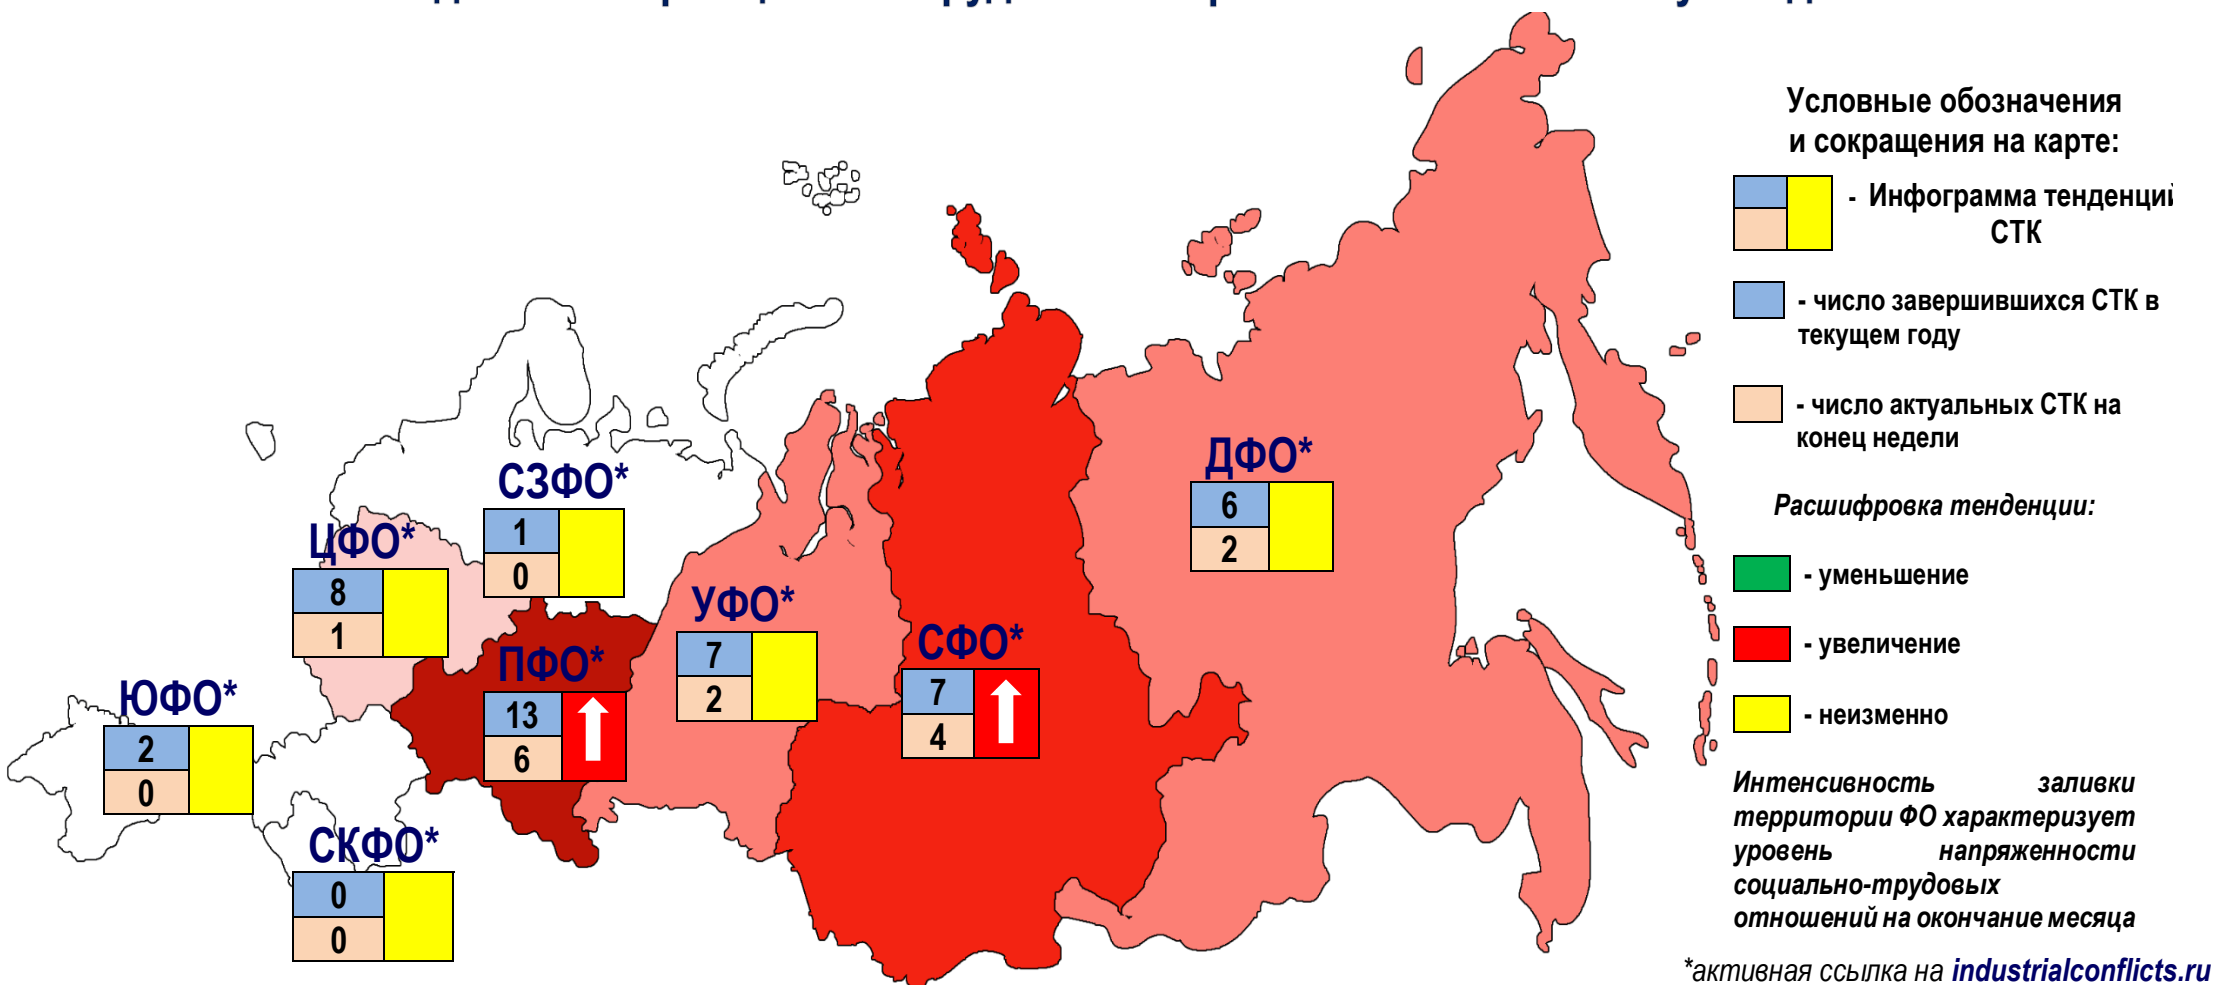 Условные обозначения
и сокращения на карте:
- Инфограмма тенденций
СТК
- число завершившихся СТК в
текущем году
- число актуальных СТК на
конец недели
Расшифровка тенденции:
- уменьшение
- увеличение
- неизменно
Интенсивность заливки
территории ФО характеризует
уровень напряженности
социально-трудовых
отношений на окончание месяца
*активная ссылка на industrialconflicts.ru
СЗФО*
1
0
ЦФО*
8
1
ДФО*
6
2
УФО*
7
2
СФО*
7
4
ПФО*
13
6
ЮФО*
2
0
СКФО*
0
0